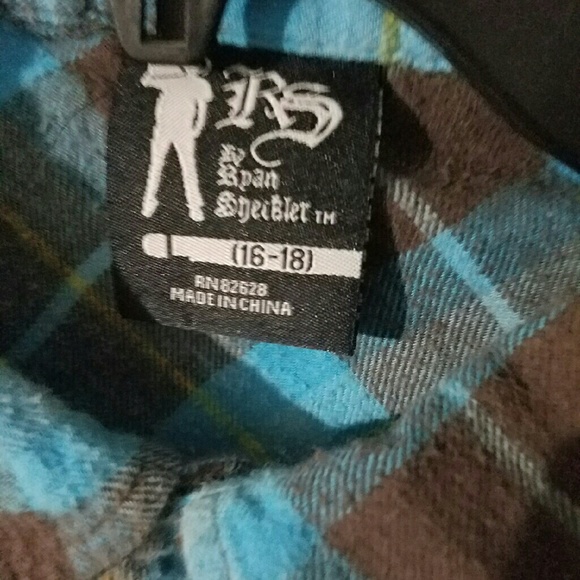 RS
By
Ryan
Sheckler TM
L (16-18)
RN 82628
MADE IN CHINA